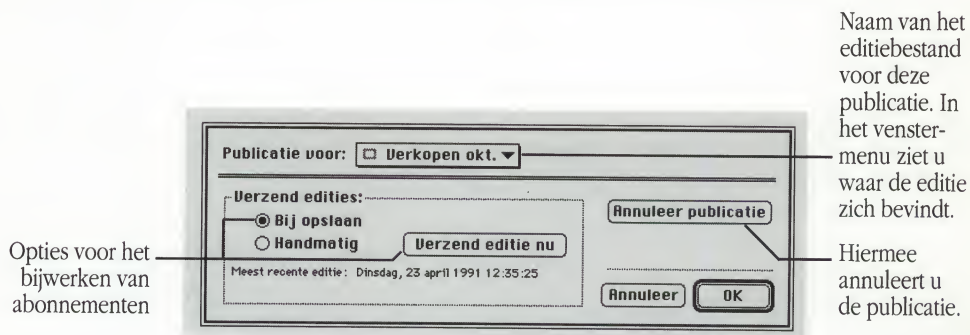 Naam van het
editiebestand
voor deze
publicatie. In
het venster-
menu ziet u
waar de editie
zich bevindt.
Publicatie voor: Verkopen okt.
Verzend edities:
Bij opslaan
Handmatig
Verzend editie nu
Meest recente editie: Dinsdag, 23 april 1991 12:35:25
Annuleer publicatie
Annuleer
OK
Opties voor het
bijwerken van
abonnementen
Hiermee
annuleert u
de publicatie.